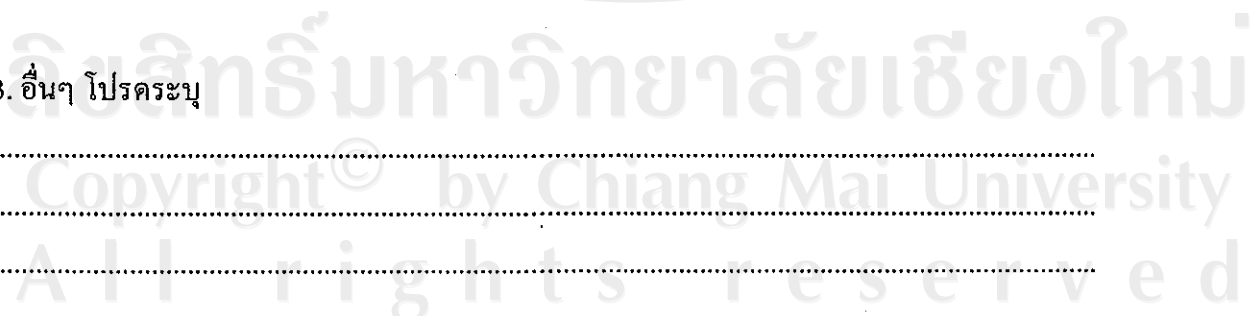 ลิขสิทธิ์มหาวิทยาลัยเชียงใหม่
3. อื่นๆ โปรดระบุ
Copyright© by Chiang Mai University
All rights reserved